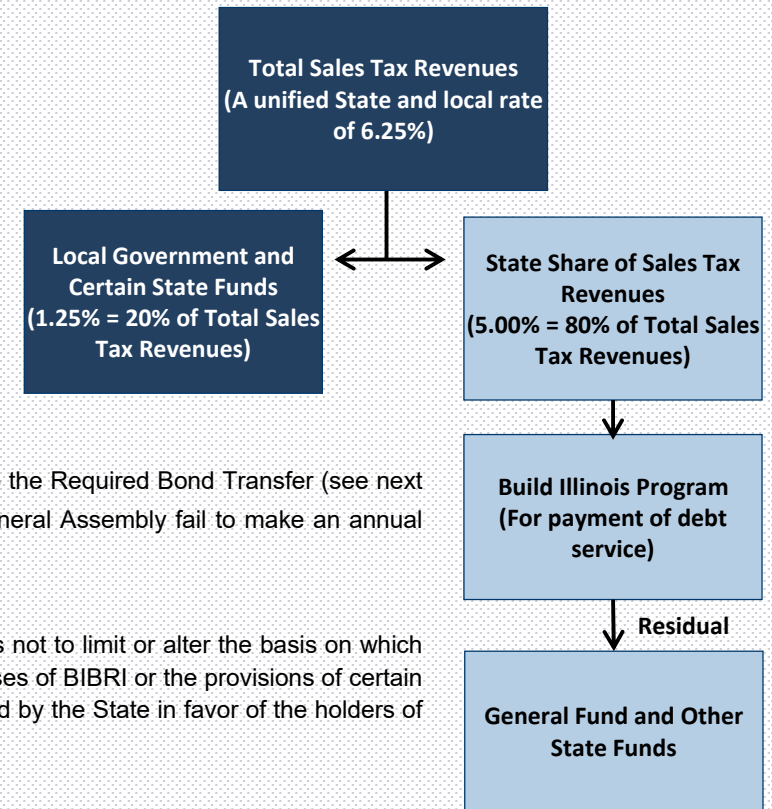 Total Sales Tax Revenues
(A unified State and local rate
of 6.25%)
Local Government and
Certain State Funds
(1.25% = 20% of Total Sales
Tax Revenues)
State Share of Sales Tax
Revenues
(5.00% = 80% of Total Sales
Tax Revenues)
the Required Bond Transfer (see next
neral Assembly fail to make an annual
Build Illinois Program
(For payment of debt
service)
Residual
s not to limit or alter the basis on which
ses of BIBRI or the provisions of certain
d by the State in favor of the holders of
General Fund and Other
State Funds